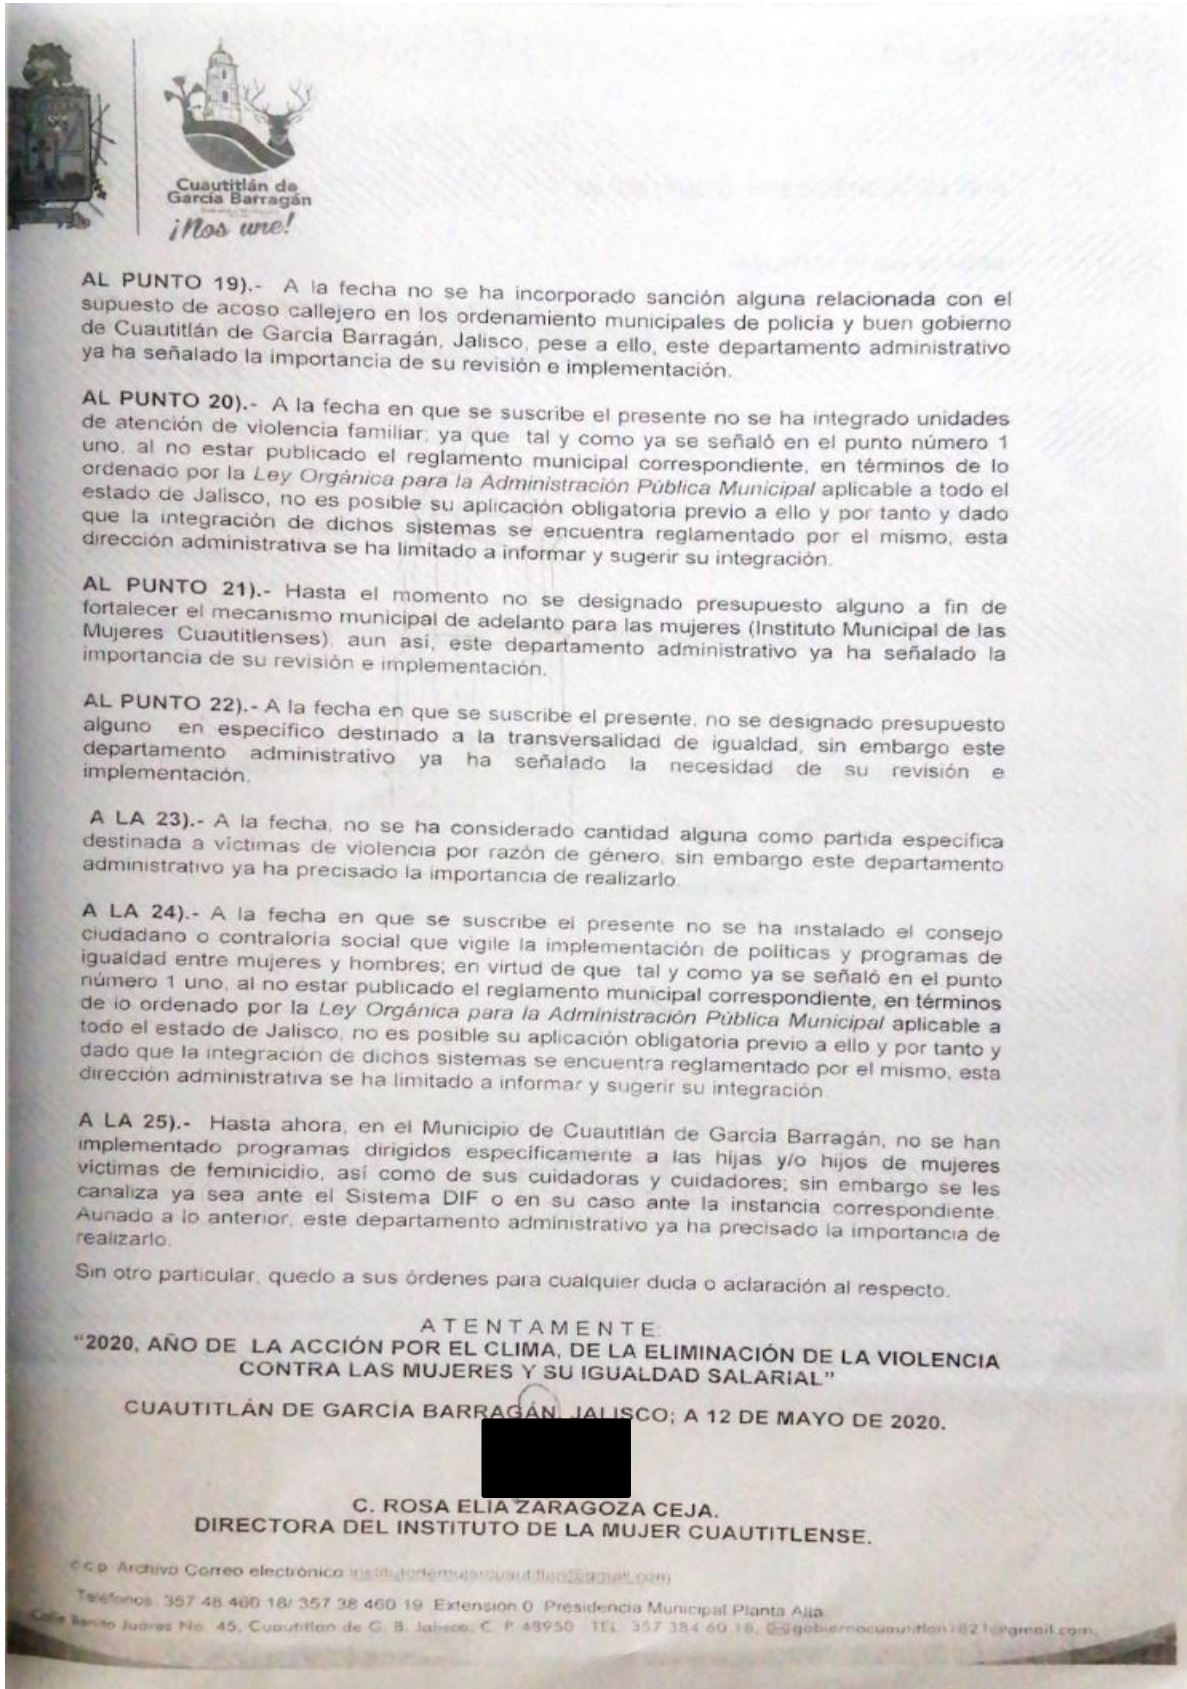 Cuautitlán de
García Barragán
¡Nos une!
AL PUNTO 19).- A la fecha no se ha incorporado sanción alguna relacionada con el
supuesto de acoso callejero en los ordenamiento municipales de policía y buen gobierno
de Cuautitlán de García Barragán, Jalisco, pese a ello, este departamento administrativo
ya ha señalado la importancia de su revisión e implementación.
AL PUNTO 20).- A la fecha en que se suscribe el presente no se ha integrado unidades
de atención de violencia familiar; ya que tal y como ya se señaló en el punto número 1
uno, al no estar publicado el reglamento municipal correspondiente, en términos de lo
ordenado por la Ley Orgánica para la Administración Pública Municipal aplicable a todo el
estado de Jalisco, no es posible su aplicación obligatoria previo a ello y por tanto y dado
que la integración de dichos sistemas se encuentra reglamentado por el mismo, esta
dirección administrativa se ha limitado a informar y sugerir su integración.
AL PUNTO 21).- Hasta el momento no se designado presupuesto alguno a fin de
fortalecer el mecanismo municipal de adelanto para las mujeres (Instituto Municipal de las
Mujeres Cuautitlenses), aun así, este departamento administrativo ya ha señalado la
importancia de su revisión e implementación.
AL PUNTO 22).- A la fecha en que se suscribe el presente, no se designado presupuesto
alguno en específico destinado a la transversalidad de igualdad, sin embargo este
departamento administrativo ya ha señalado la necesidad de su revisión e
implementación.
A LA 23).- A la fecha, no se ha considerado cantidad alguna como partida específica
destinada a víctimas de violencia por razón de género, sin embargo este departamento
administrativo ya ha precisado la importancia de realizarlo.
A LA 24).- A la fecha en que se suscribe el presente no se ha instalado el consejo
ciudadano o contraloría social que vigile la implementación de políticas y programas de
igualdad entre mujeres y hombres; en virtud de que tal y como ya se señaló en el punto
número 1 uno, al no estar publicado el reglamento municipal correspondiente, en términos
de lo ordenado por la Ley Orgánica para la Administración Pública Municipal aplicable a
todo el estado de Jalisco, no es posible su aplicación obligatoria previo a ello y por tanto y
dado que la integración de dichos sistemas se encuentra reglamentado por el mismo, esta
dirección administrativa se ha limitado a informar y sugerir su integración.
A LA 25).- Hasta ahora, en el Municipio de Cuautitlán de García Barragán, no se han
implementado programas dirigidos específicamente a las hijas y/o hijos de mujeres
víctimas de feminicidio, así como de sus cuidadoras y cuidadores; sin embargo se les
canaliza ya sea ante el Sistema DIF o en su caso ante la instancia correspondiente.
Aunado a lo anterior, este departamento administrativo ya ha precisado la importancia de
realizarlo.
Sin otro particular, quedo a sus órdenes para cualquier duda o aclaración al respecto.
ATENTAMENTE:
"2020, AÑO DE LA ACCIÓN POR EL CLIMA, DE LA ELIMINACIÓN DE LA VIOLENCIA
CONTRA LAS MUJERES Y SU IGUALDAD SALARIAL"
CUAUTITLÁN DE GARCÍA BARRAGÁN, JALISCO; A 12 DE MAYO DE 2020.
C. ROSA ELIA ZARAGOZA CEJA.
DIRECTORA DEL INSTITUTO DE LA MUJER CUAUTITLENSE.
c.c.p. Archivo Correo electrónico
Teléfonos: 357 48 460 18/ 357 38 460 19 Extensión 0 Presidencia Municipal Planta Alta
Calle Benito Juárez No. 45, Cuautitlán de G. B. Jalisco, C. P. 48950 TEL. 357 384 60 18,